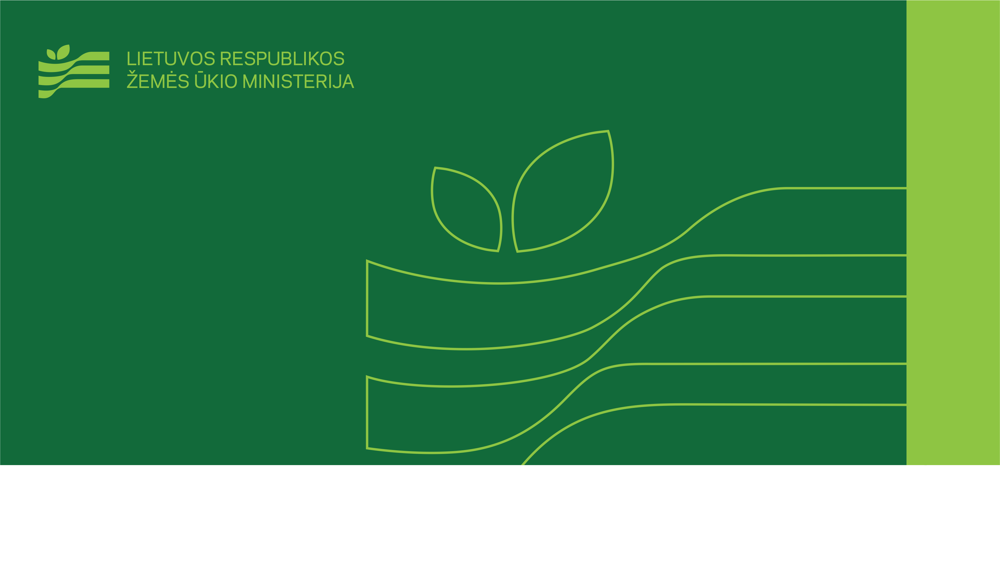 LIETUVOS RESPUBLIKOS
ŽEMĖS ŪKIO MINISTERIJA